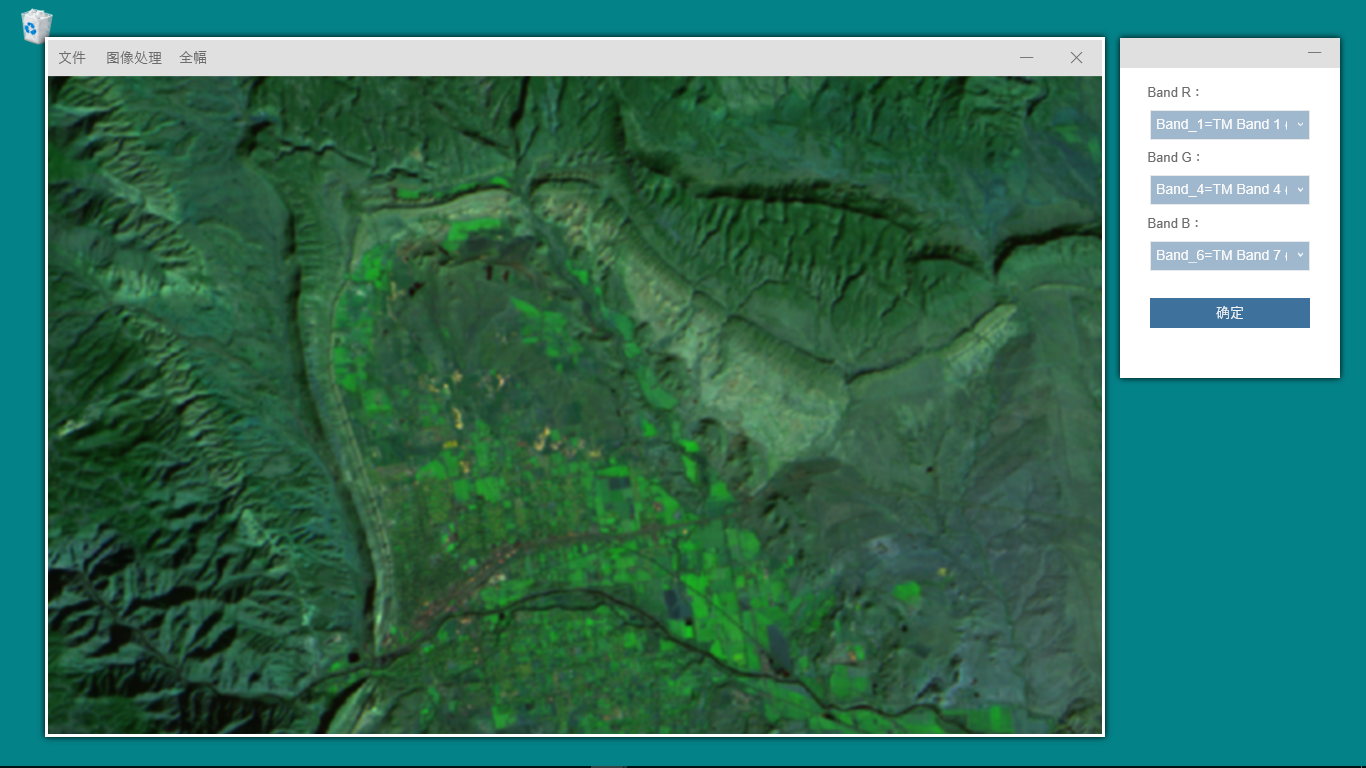 文件 图像处理 全幅
Band R：
Band_1=TM Band 1 (
Band G：
Band_4=TM Band 4 (
Band B：
Band_6=TM Band 7 (
确定